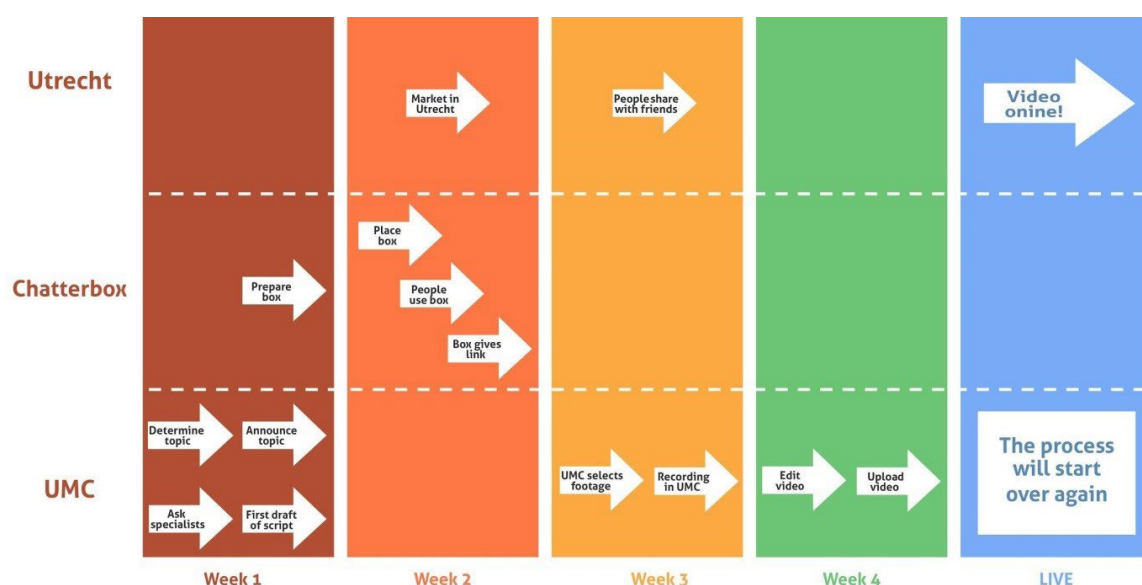 Utrecht
Market in
Utrecht
People share
with friends
Video
onine!
Chatterbox
Prepare
box
Place
box
People
use box
Box gives
link
UMC
Determine
topic
Announce
topic
Ask
specialists
First draft
of script
UMC selects
footage
Recording
in UMC
Edit
video
Upload
video
The process
will start
over again
Week 1
Week 2
Week 3
Week 4
LIVE